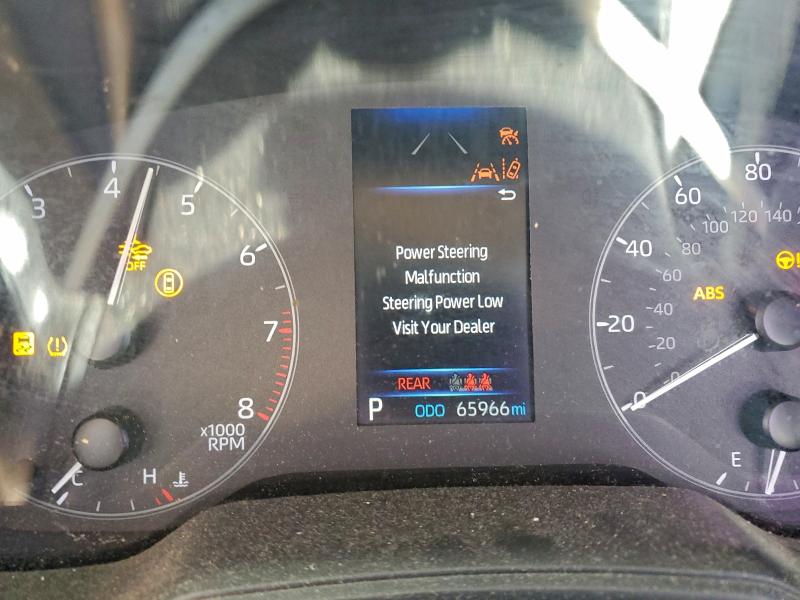 3
4
5
6
7
8
x1000
RPM
OFF
C
H
Power Steering
Malfunction
Steering Power Low
Visit Your Dealer
REAR
P ODO 65966 mi
80
60
40
20
0
140
120
100
80
60
40
20
0
ABS
E